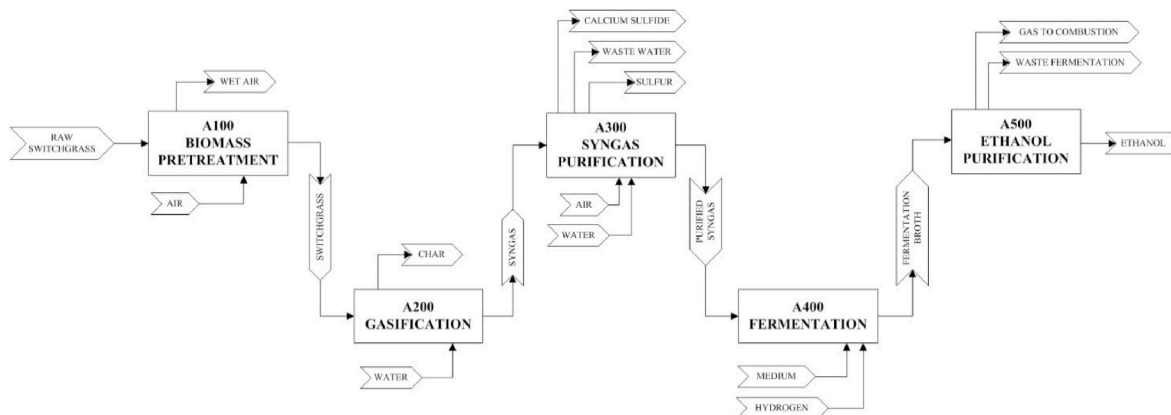 RAW
SWITCHGRASS
WET AIR
A100
BIOMASS
PRETREATMENT
AIR
SWITCHGRASS
CHAR
A200
GASIFICATION
WATER
SYNGAS
CALCIUM SULFIDE
WASTE WATER
SULFUR
A300
SYNGAS
PURIFICATION
AIR
WATER
PURIFIED
SYNGAS
A400
FERMENTATION
MEDIUM
HYDROGEN
FERMENTATION
BROTH
GAS TO COMBUSTION
WASTE FERMENTATION
A500
ETHANOL
PURIFICATION
ETHANOL